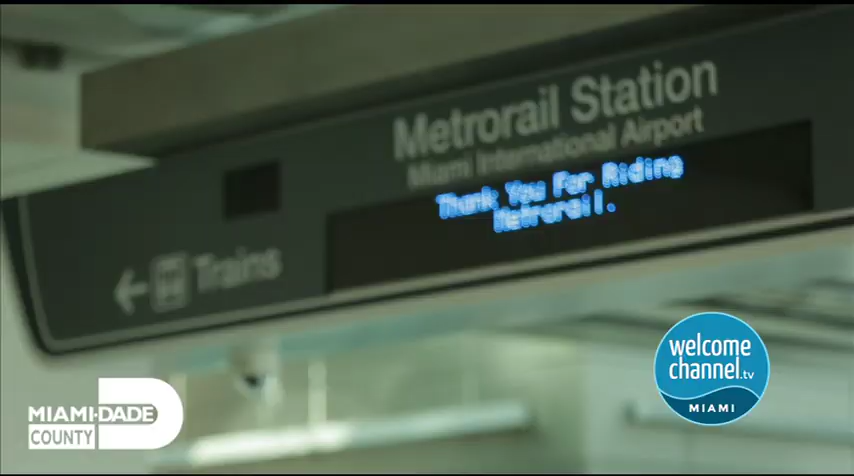 Metrorail Station
Miami International Airport
Thank You For Riding
Metrorail.
← Trains
MIAMI-DADE
COUNTY
welcome
channel.tv
MIAMI